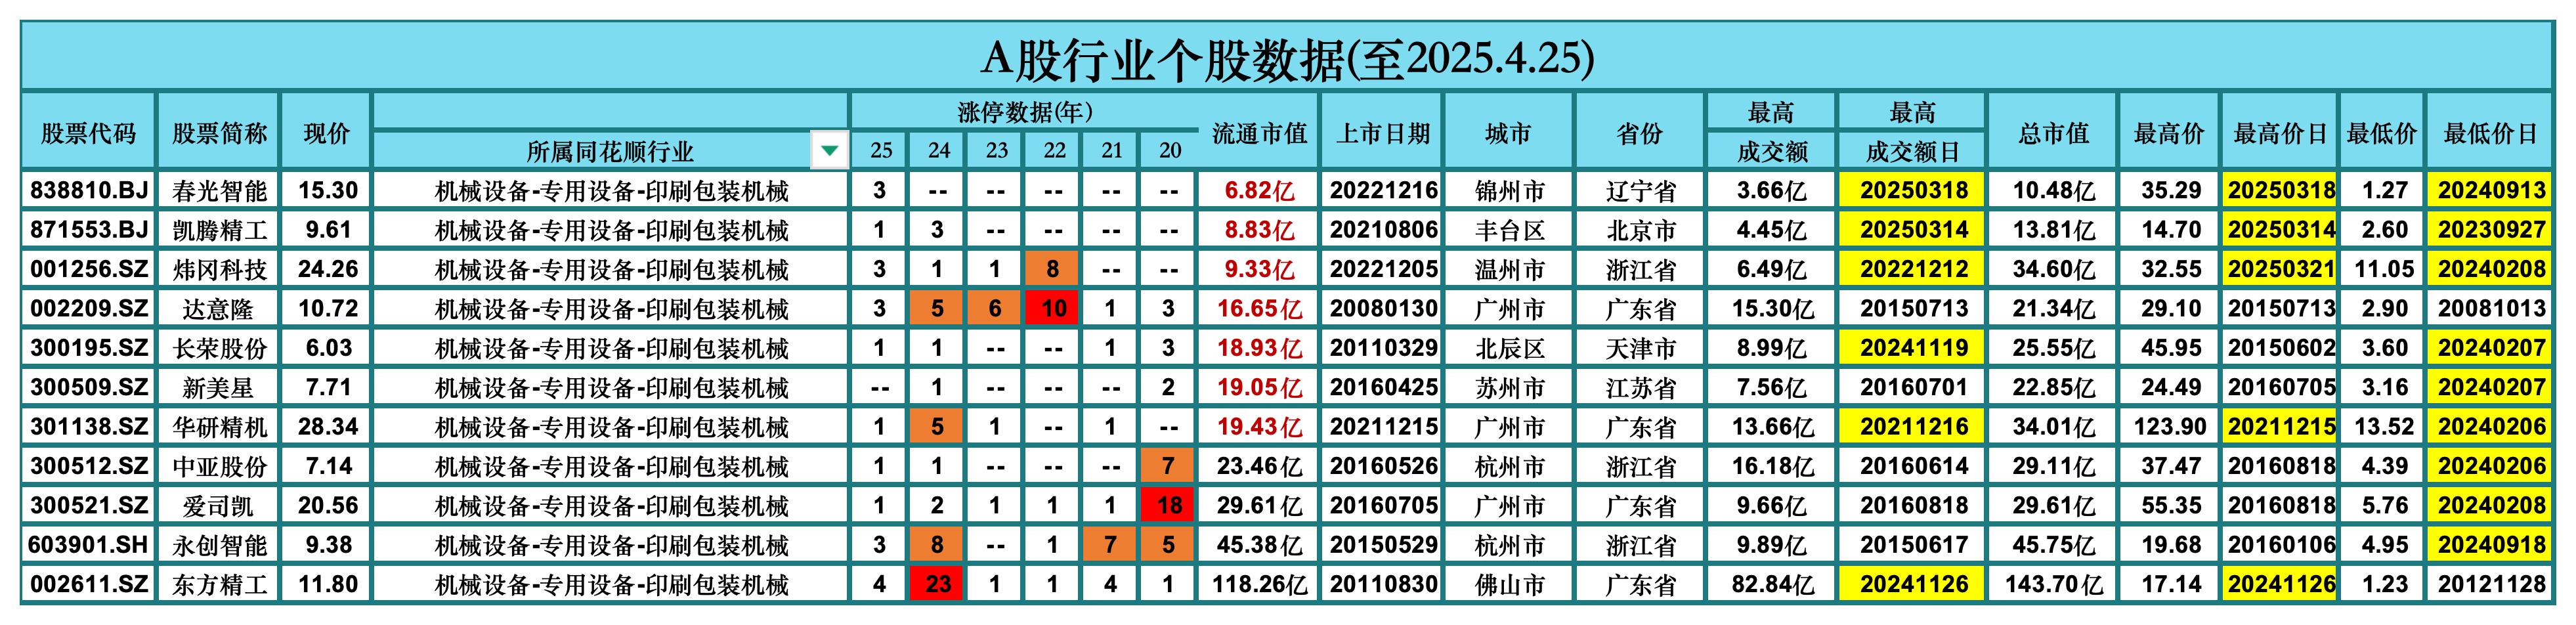 A股行业个股数据(至2025.4.25)
股票代码 股票简称 现价 所属同花顺行业 涨停数据(年) 25 24 23 22 21 20 流通市值 上市日期 城市 省份 最高成交额 最高成交额日 总市值 最高价 最高价日 最低价 最低价日
838810.BJ 春光智能 15.30 机械设备-专用设备-印刷包装机械 3 -- -- -- -- -- 6.82亿 20221216 锦州市 辽宁省 3.66亿 20250318 10.48亿 35.29 20250318 1.27 20240913
871553.BJ 凯腾精工 9.61 机械设备-专用设备-印刷包装机械 1 3 -- -- -- -- 8.83亿 20210806 丰台区 北京市 4.45亿 20250314 13.81亿 14.70 20250314 2.60 20230927
001256.SZ 炜冈科技 24.26 机械设备-专用设备-印刷包装机械 3 1 1 8 -- -- 9.33亿 20221205 温州市 浙江省 6.49亿 20221212 34.60亿 32.55 20250321 11.05 20240208
002209.SZ 达意隆 10.72 机械设备-专用设备-印刷包装机械 3 5 6 10 1 3 16.65亿 20080130 广州市 广东省 15.30亿 20150713 21.34亿 29.10 20150713 2.90 20081013
300195.SZ 长荣股份 6.03 机械设备-专用设备-印刷包装机械 1 1 -- -- 1 3 18.93亿 20110329 北辰区 天津市 8.99亿 20241119 25.55亿 45.95 20150602 3.60 20240207
300509.SZ 新美星 7.71 机械设备-专用设备-印刷包装机械 -- 1 -- -- -- 2 19.05亿 20160425 苏州市 江苏省 7.56亿 20160701 22.85亿 24.49 20160705 3.16 20240207
301138.SZ 华研精机 28.34 机械设备-专用设备-印刷包装机械 1 5 1 -- 1 -- 19.43亿 20211215 广州市 广东省 13.66亿 20211216 34.01亿 123.90 20211215 13.52 20240206
300512.SZ 中亚股份 7.14 机械设备-专用设备-印刷包装机械 1 1 -- -- -- 7 23.46亿 20160526 杭州市 浙江省 16.18亿 20160614 29.11亿 37.47 20160818 4.39 20240206
300521.SZ 爱司凯 20.56 机械设备-专用设备-印刷包装机械 1 2 1 1 1 18 29.61亿 20160705 广州市 广东省 9.66亿 20160818 29.61亿 55.35 20160818 5.76 20240208
603901.SH 永创智能 9.38 机械设备-专用设备-印刷包装机械 3 8 -- 1 7 5 45.38亿 20150529 杭州市 浙江省 9.89亿 20150617 45.75亿 19.68 20160106 4.95 20240918
002611.SZ 东方精工 11.80 机械设备-专用设备-印刷包装机械 4 23 1 1 4 1 118.26亿 20110830 佛山市 广东省 82.84亿 20241126 143.70亿 17.14 20241126 1.23 20121128